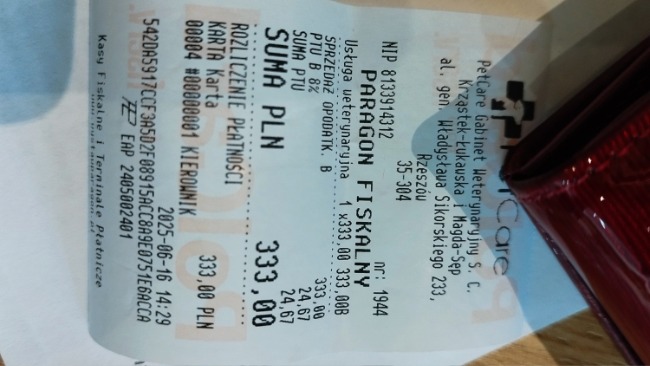 PetCare
PetCare Gabinet Weterynaryjny S. C.
Krząstek-Łukauska i Magda-Sęp
al. gen. Władysława Sikorskiego 233,
Rzeszów
35-304
NIP 8133914312 nr: 1944
PARAGON FISKALNY
Usługa weterynaryjna 1 x333,00 333,00B
SPRZEDAŻ OPODATK. B 333,00
PTU B 8% 24,67
SUMA PTU 24,67
SUMA PLN 333,00
ROZLICZENIE PŁATNOŚCI
KARTA Karta 333,00 PLN
00004 #00000001 KIEROWNIK 2025-06-16 14:29
542DA5917CCF3A5D2F08915ACC8A9E0751E6ACCA
EAP 2405002401
Kasy Fiskalne i Terminale Płatnicze